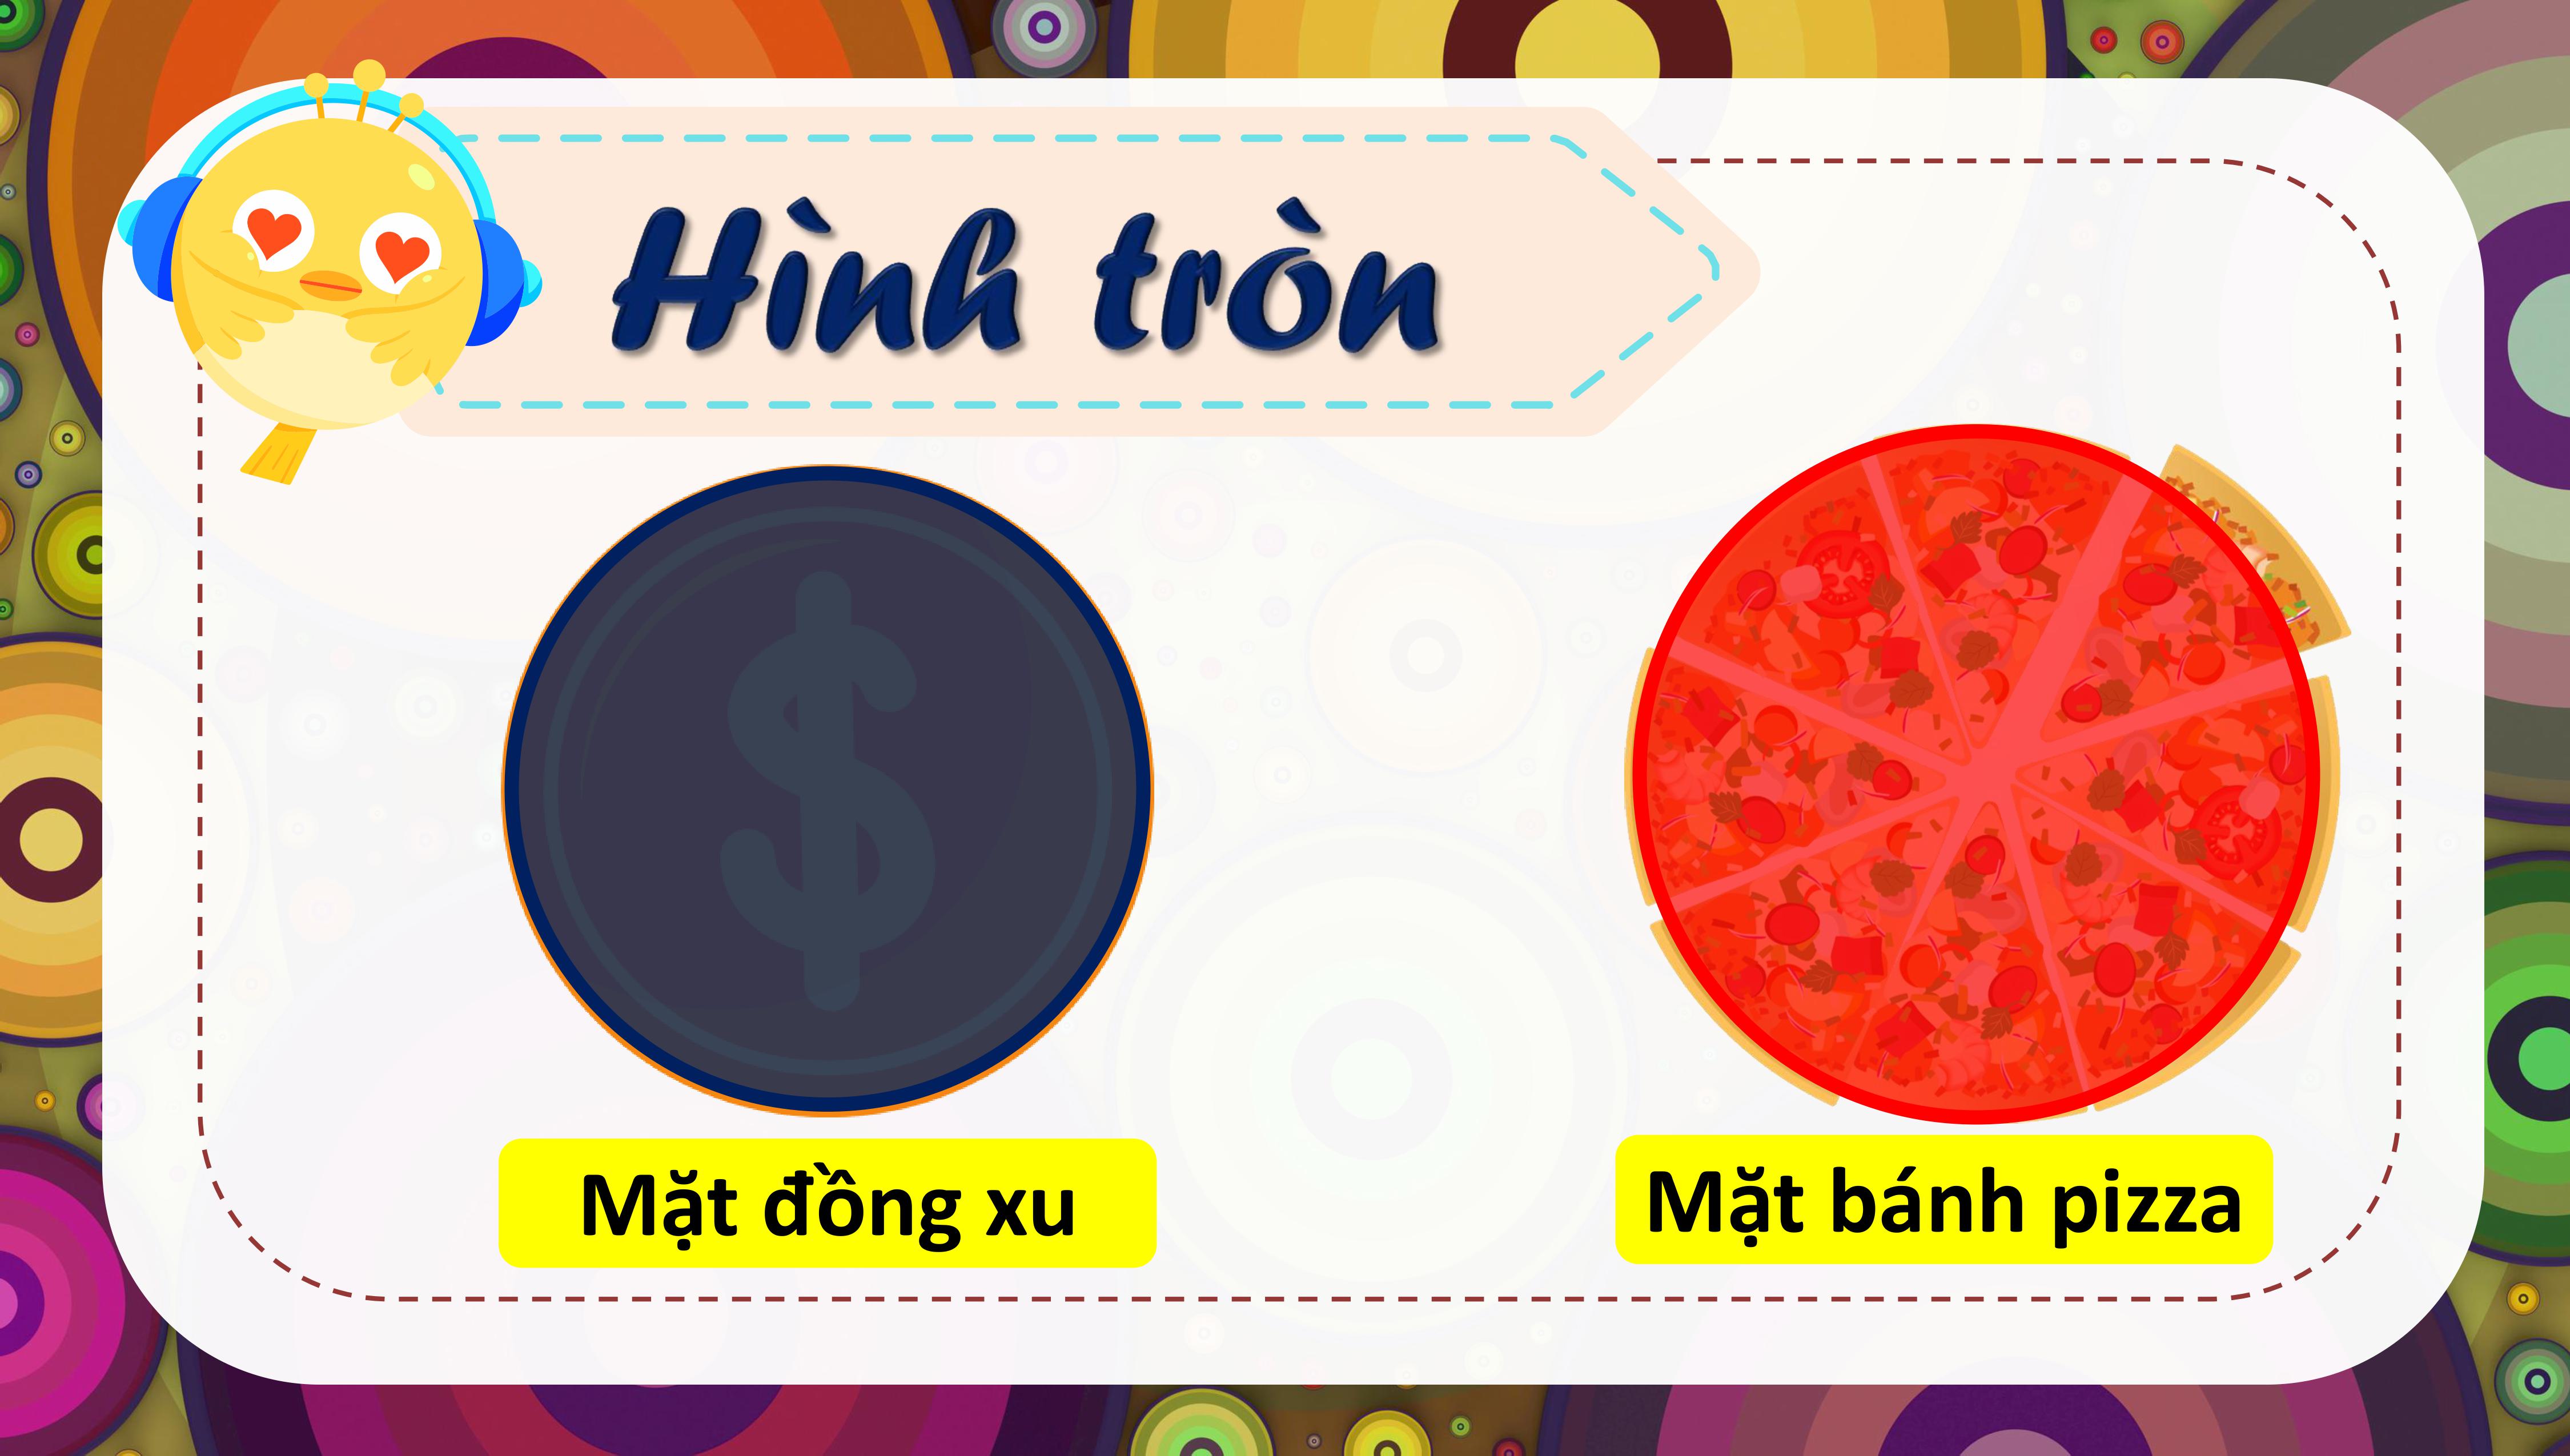 Hình tròn
$
Mặt đồng xu
Mặt bánh pizza